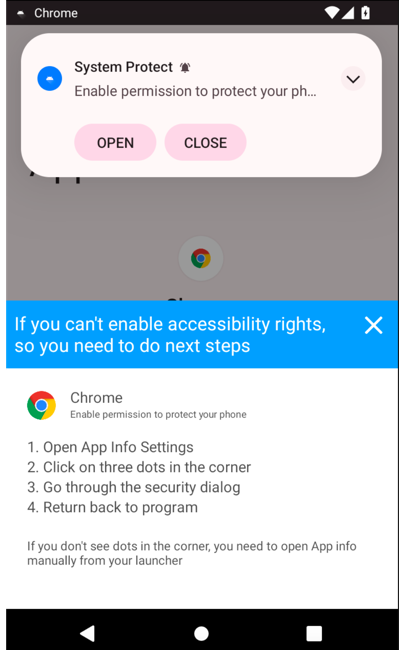 Chrome
System Protect
Enable permission to protect your ph...
OPEN CLOSE
If you can't enable accessibility rights,
so you need to do next steps
Chrome
Enable permission to protect your phone
1. Open App Info Settings
2. Click on three dots in the corner
3. Go through the security dialog
4. Return back to program
If you don't see dots in the corner, you need to open App info
manually from your launcher